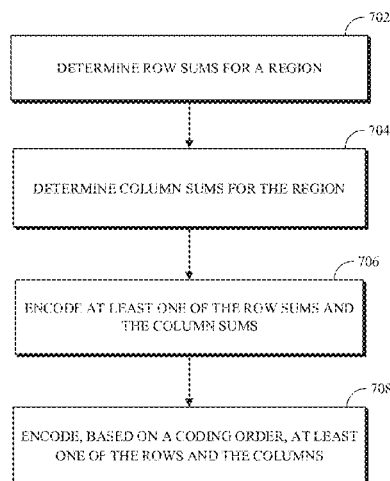 702
DETERMINE ROW SUMS FOR A REGION
704
DETERMINE COLUMN SUMS FOR THE REGION
706
ENCODE AT LEAST ONE OF THE ROW SUMS AND
THE COLUMN SUMS
708
ENCODE, BASED ON A CODING ORDER, AT LEAST
ONE OF THE ROWS AND THE COLUMNS